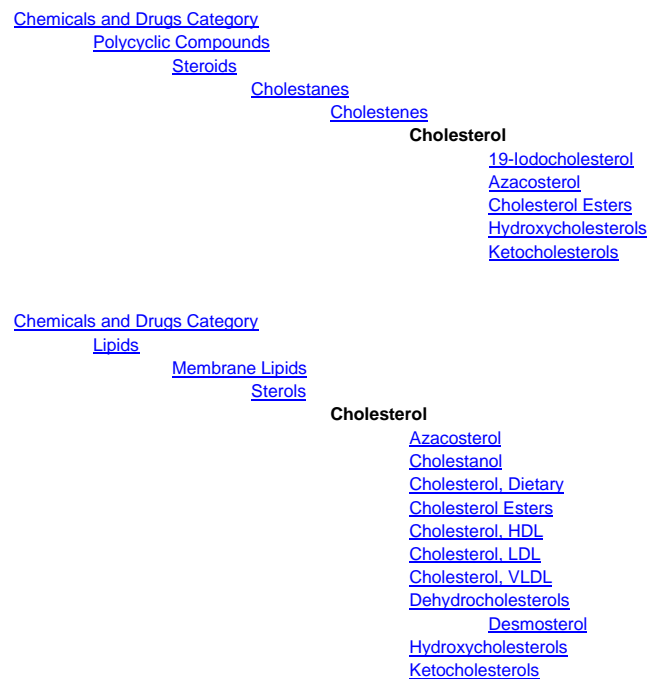 Chemicals and Drugs Category
Polycyclic Compounds
Steroids
Cholestanes
Cholestenes
Cholesterol
19-Iodocholesterol
Azacosterol
Cholesterol Esters
Hydroxycholesterols
Ketocholesterols
Chemicals and Drugs Category
Lipids
Membrane Lipids
Sterols
Cholesterol
Azacosterol
Cholestanol
Cholesterol, Dietary
Cholesterol Esters
Cholesterol, HDL
Cholesterol, LDL
Cholesterol, VLDL
Dehydrocholesterols
Desmosterol
Hydroxycholesterols
Ketocholesterols